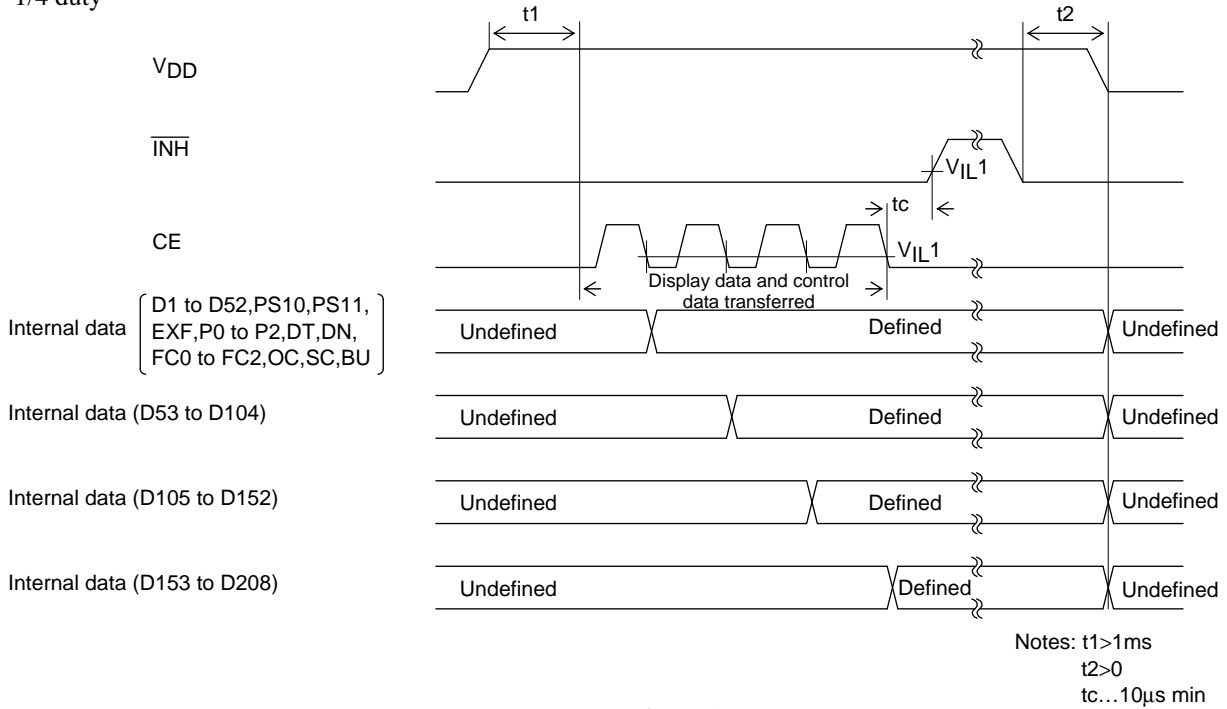 1/4 duty
t1
t2
VDD
INH
VIL1
tc
CE
VIL1
Display data and control
data transferred
Internal data
D1 to D52,PS10,PS11,
EXF,P0 to P2,DT,DN,
FC0 to FC2,OC,SC,BU
Undefined
Defined
Undefined
Internal data (D53 to D104)
Undefined
Defined
Undefined
Internal data (D105 to D152)
Undefined
Defined
Undefined
Internal data (D153 to D208)
Undefined
Defined
Undefined
Notes: t1>1ms
t2>0
tc…10μs min